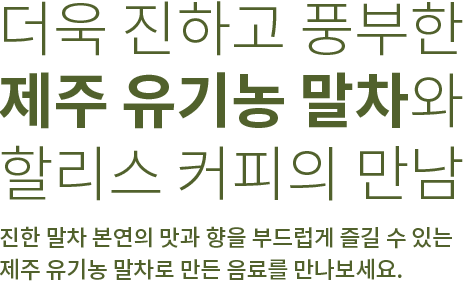 더욱 진하고 풍부한
제주 유기농 말차와
할리스 커피의 만남
진한 말차 본연의 맛과 향을 부드럽게 즐길 수 있는
제주 유기농 말차로 만든 음료를 만나보세요.